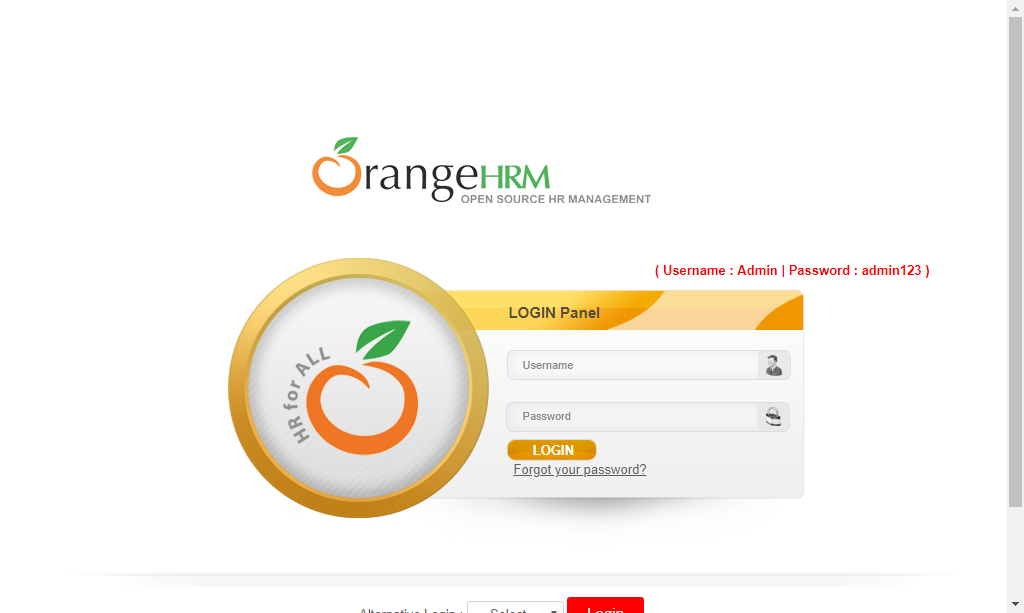 OrangeHRM
OPEN SOURCE HR MANAGEMENT
( Username : Admin | Password : admin123 )
LOGIN Panel
HR for ALL
Username
Password
LOGIN
Forgot your password?
Alternative Login : Select Login